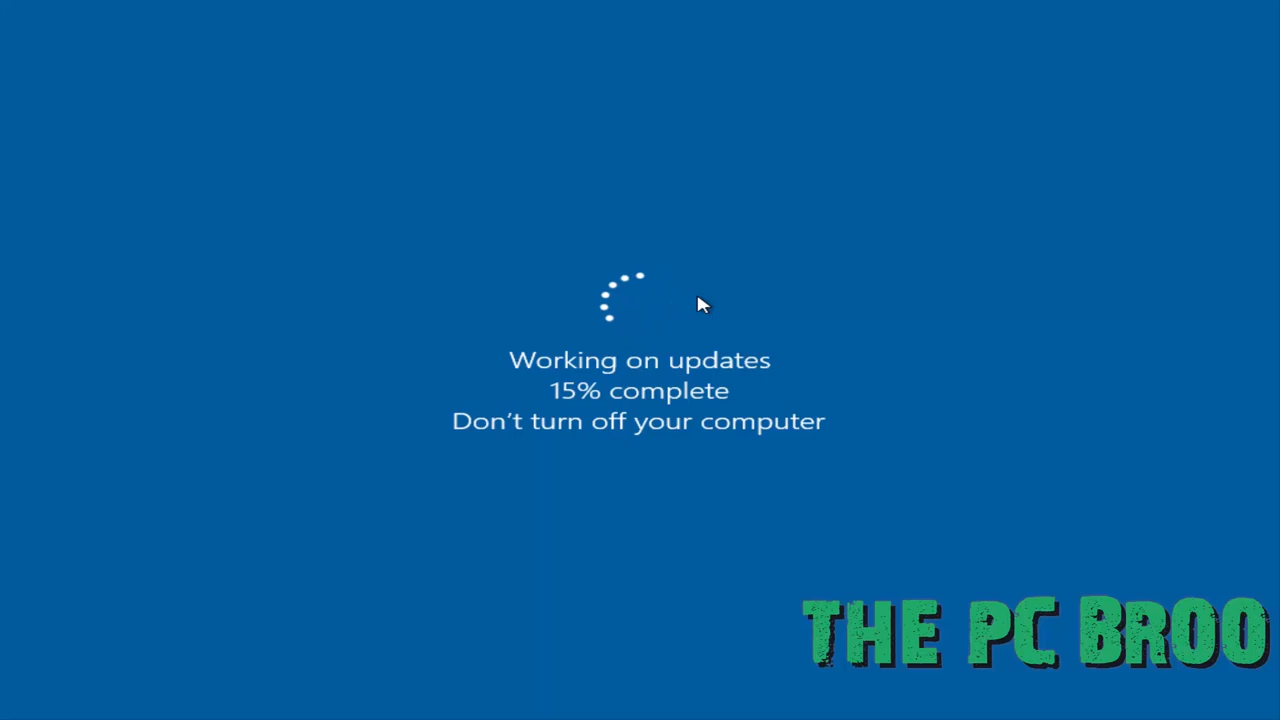 Working on updates
15% complete
Don’t turn off your computer
THE PC BROO